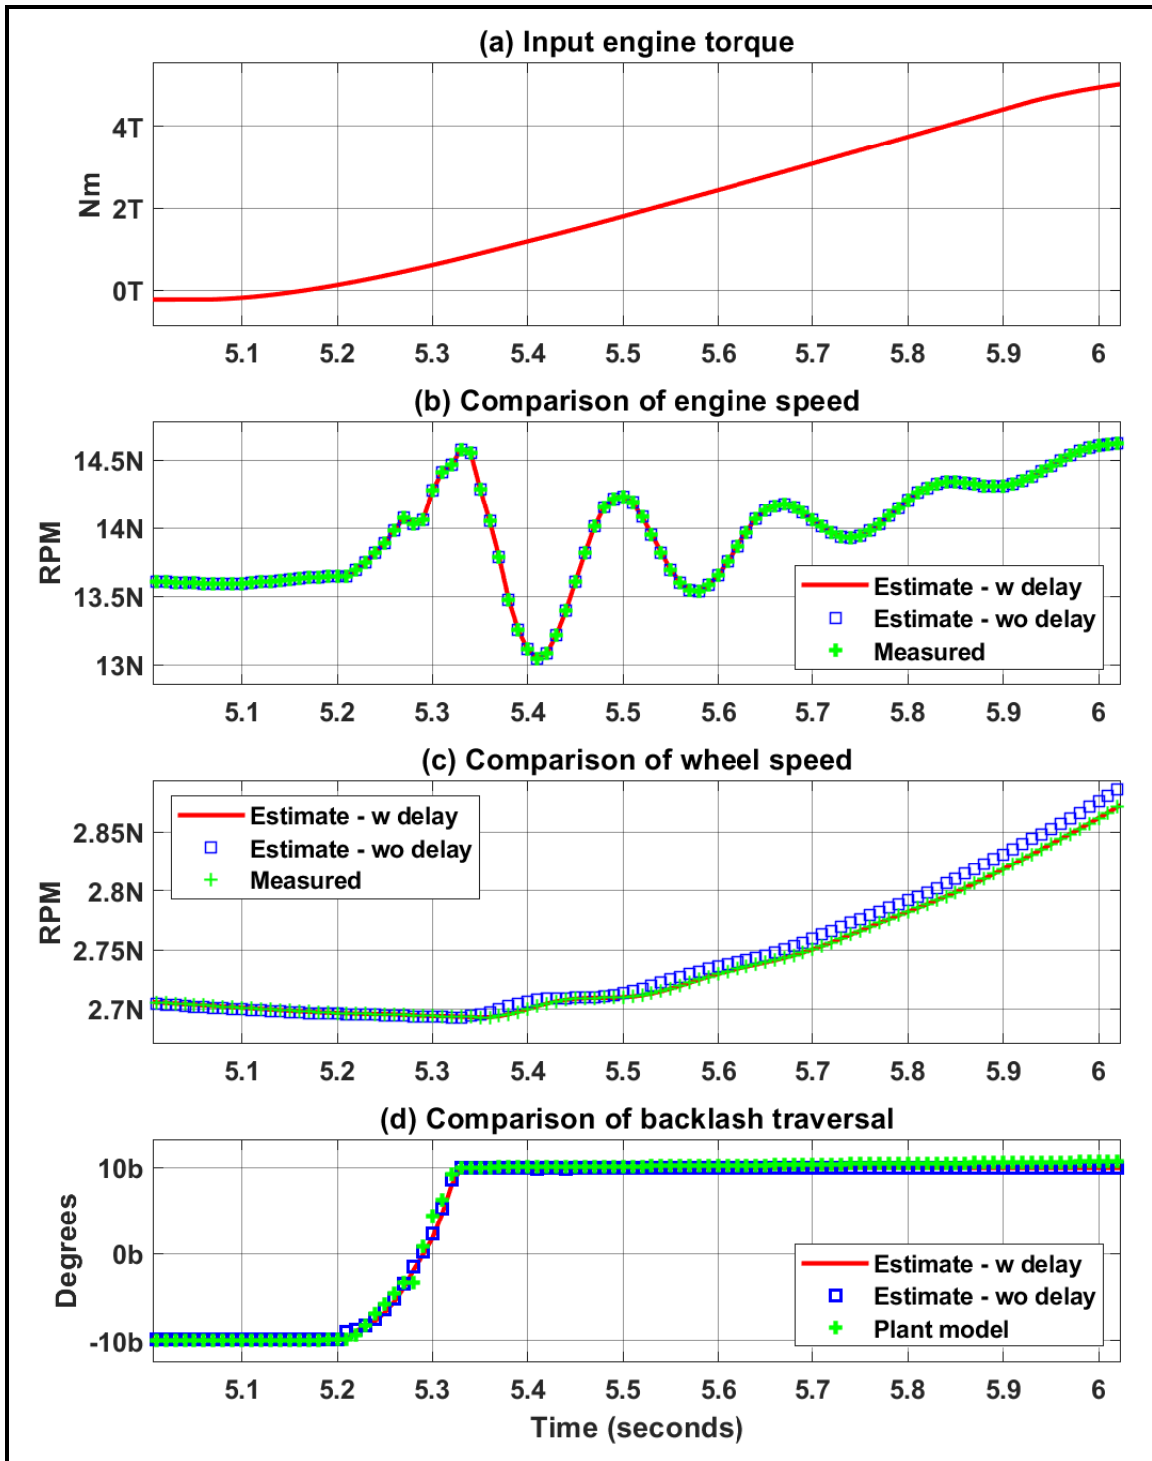 (a) Input engine torque
4T
2T
0T
Nm
5.1 5.2 5.3 5.4 5.5 5.6 5.7 5.8 5.9 6
(b) Comparison of engine speed
14.5N
14N
13.5N
13N
RPM
Estimate - w delay
Estimate - wo delay
Measured
5.1 5.2 5.3 5.4 5.5 5.6 5.7 5.8 5.9 6
(c) Comparison of wheel speed
Estimate - w delay
Estimate - wo delay
Measured
2.85N
2.8N
2.75N
2.7N
RPM
5.1 5.2 5.3 5.4 5.5 5.6 5.7 5.8 5.9 6
(d) Comparison of backlash traversal
10b
0b
-10b
Degrees
Estimate - w delay
Estimate - wo delay
Plant model
5.1 5.2 5.3 5.4 5.5 5.6 5.7 5.8 5.9 6
Time (seconds)